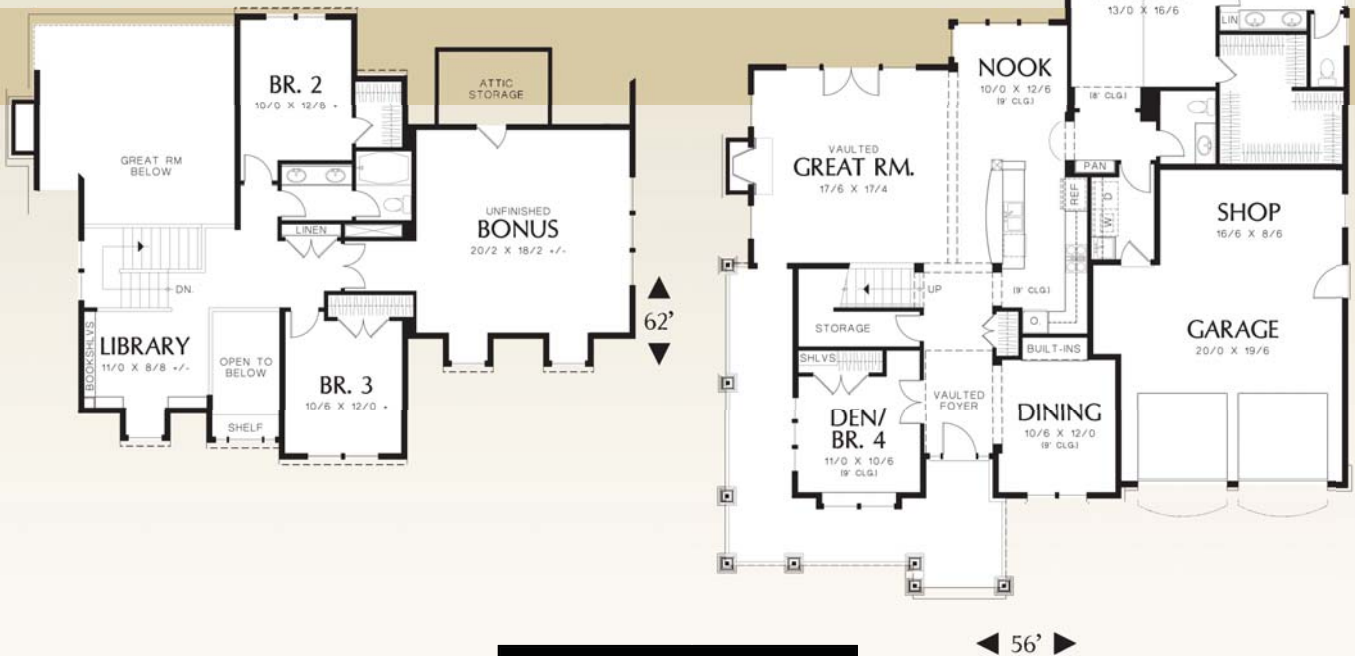 BR. 2
10/0 X 12/6 +
ATTIC
STORAGE
GREAT RM
BELOW
LINEN
UNFINISHED
BONUS
20/2 X 18/2 +/-
DN.
BOOKSHLVS
LIBRARY
11/0 X 8/8 +/-
OPEN TO
BELOW
SHELF
BR. 3
10/6 X 12/0 +
62'
13/0 X 16/6
LIN
NOOK
10/0 X 12/6
(9' CLG.)
(8' CLG.)
VAULTED
GREAT RM.
17/6 X 17/4
PAN
REF
W D
SHOP
16/6 X 8/6
UP
(9' CLG.)
STORAGE
GARAGE
20/0 X 19/6
SHLVS
BUILT-INS
VAULTED
FOYER
DEN/
BR. 4
11/0 X 10/6
(9' CLG.)
DINING
10/6 X 12/0
(9' CLG.)
56'